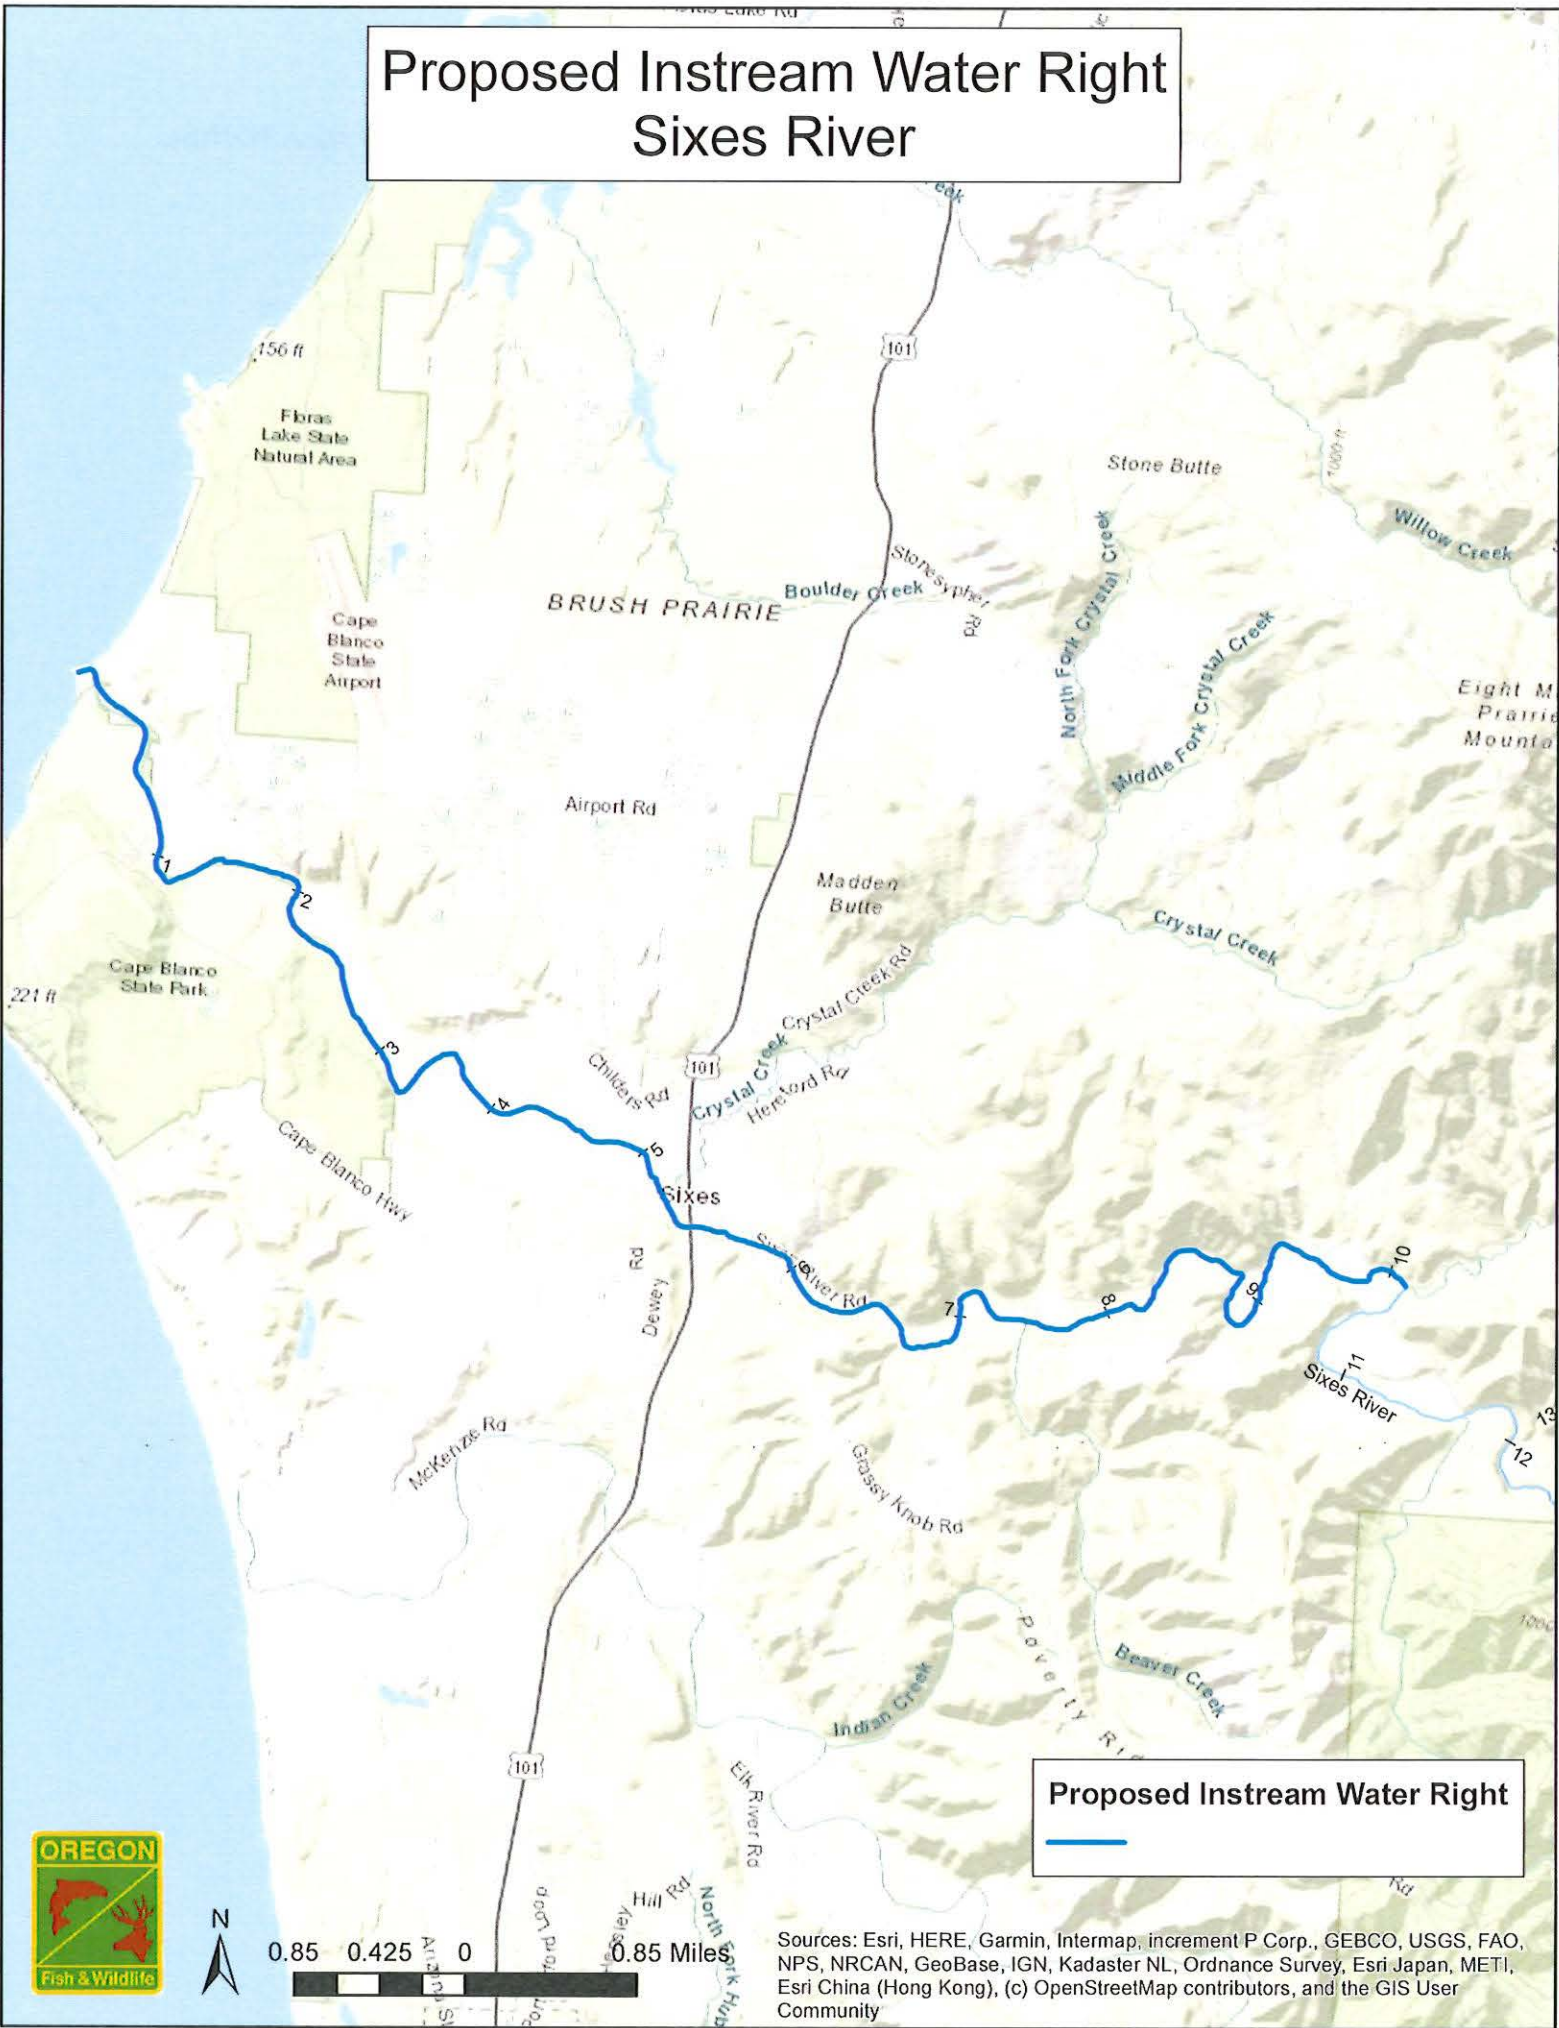 Proposed Instream Water Right
Sixes River
101
156 ft
Floras
Lake State
Natural Area
Stone Butte
1000 ft
Willow Creek
Stonesypher
Rd
Boulder Creek
BRUSH PRAIRIE
North Fork Crystal Creek
Middle Fork Crystal Creek
Cape
Blanco
State
Airport
Eight M
Prairie
Mounta
Airport Rd
1
2
Madden
Butte
Crystal Creek
Cape Blanco
State Park
221 ft
Crystal Creek Rd
3
Childers Rd
101
Crystal Creek
Hereford Rd
4
Cape Blanco Hwy
5
Sixes
Dewey
Rd
6
River Rd
7
8
9
10
11
Sixes River
12
13
McKenzie Rd
Grassy Knob Rd
Poverty
Beaver Creek
Indian Creek
101
Elk River Rd
Proposed Instream Water Right
Rd
OREGON
Fish & Wildlife
N
Hill Rd
North Fork
0.85 0.425 0 0.85 Miles
Sources: Esri, HERE, Garmin, Intermap, increment P Corp., GEBCO, USGS, FAO,
NPS, NRCAN, GeoBase, IGN, Kadaster NL, Ordnance Survey, Esri Japan, METI,
Esri China (Hong Kong), (c) OpenStreetMap contributors, and the GIS User
Community